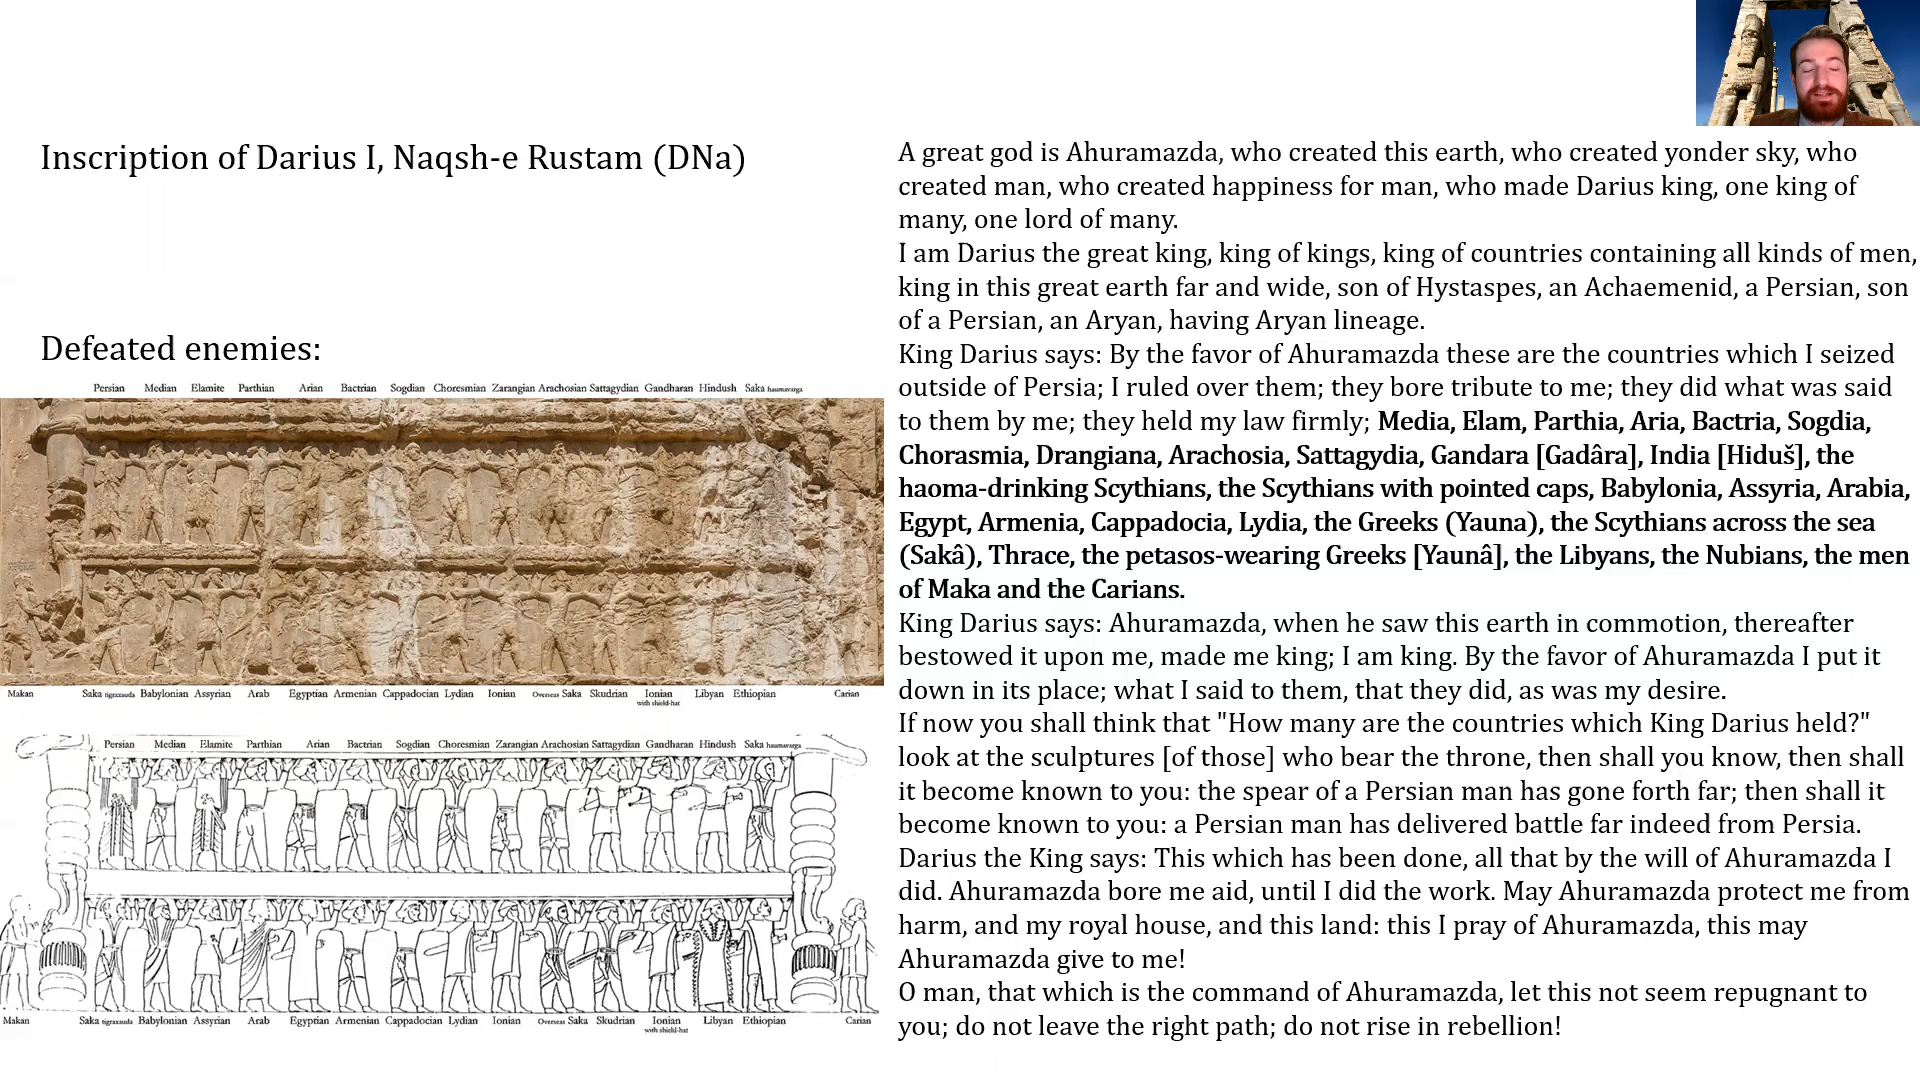 Inscription of Darius I, Naqsh-e Rustam (DNa)
Defeated enemies:
Persian Median Elamite Parthian Arian Bactrian Sogdian Choresmian Zarangian Arachosian Sattagydian Gandharan Hindush Saka haumavarga
Makan Saka tigraxauda Babylonian Assyrian Arab Egyptian Armenian Cappadocian Lydian Ionian Overseas Saka Skudrian Ionian Libyan Ethiopian Carian
with shield-hat
Persian Median Elamite Parthian Arian Bactrian Sogdian Choresmian Zarangian Arachosian Sattagydian Gandharan Hindush Saka haumavarga
Makan Saka tigraxauda Babylonian Assyrian Arab Egyptian Armenian Cappadocian Lydian Ionian Overseas Saka Skudrian Ionian Libyan Ethiopian Carian
with shield-hat
A great god is Ahuramazda, who created this earth, who created yonder sky, who
created man, who created happiness for man, who made Darius king, one king of
many, one lord of many.
I am Darius the great king, king of kings, king of countries containing all kinds of men,
king in this great earth far and wide, son of Hystaspes, an Achaemenid, a Persian, son
of a Persian, an Aryan, having Aryan lineage.
King Darius says: By the favor of Ahuramazda these are the countries which I seized
outside of Persia; I ruled over them; they bore tribute to me; they did what was said
to them by me; they held my law firmly; Media, Elam, Parthia, Aria, Bactria, Sogdia,
Chorasmia, Drangiana, Arachosia, Sattagydia, Gandara [Gadâra], India [Hiduš], the
haoma-drinking Scythians, the Scythians with pointed caps, Babylonia, Assyria, Arabia,
Egypt, Armenia, Cappadocia, Lydia, the Greeks (Yauna), the Scythians across the sea
(Sakâ), Thrace, the petasos-wearing Greeks [Yaunâ], the Libyans, the Nubians, the men
of Maka and the Carians.
King Darius says: Ahuramazda, when he saw this earth in commotion, thereafter
bestowed it upon me, made me king; I am king. By the favor of Ahuramazda I put it
down in its place; what I said to them, that they did, as was my desire.
If now you shall think that "How many are the countries which King Darius held?"
look at the sculptures [of those] who bear the throne, then shall you know, then shall
it become known to you: the spear of a Persian man has gone forth far; then shall it
become known to you: a Persian man has delivered battle far indeed from Persia.
Darius the King says: This which has been done, all that by the will of Ahuramazda I
did. Ahuramazda bore me aid, until I did the work. May Ahuramazda protect me from
harm, and my royal house, and this land: this I pray of Ahuramazda, this may
Ahuramazda give to me!
O man, that which is the command of Ahuramazda, let this not seem repugnant to
you; do not leave the right path; do not rise in rebellion!